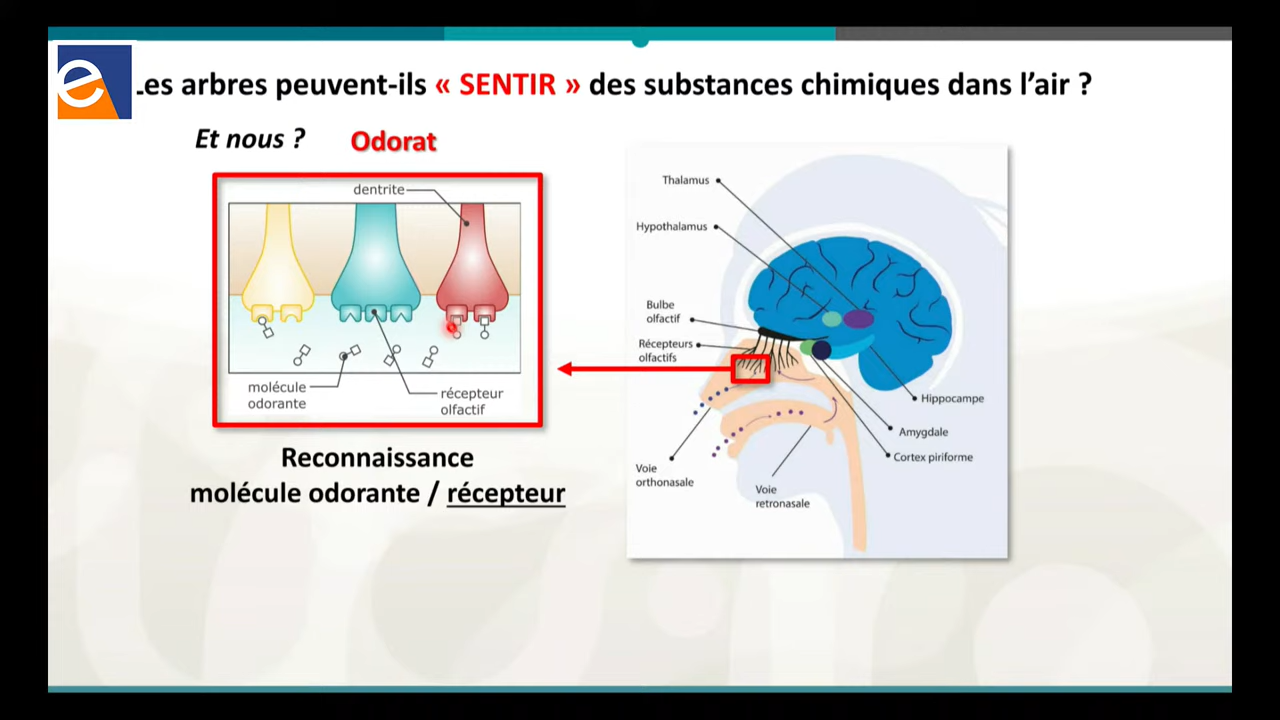 Les arbres peuvent-ils « SENTIR » des substances chimiques dans l’air ?
Et nous ?
Odorat
dentrite
molécule
odorante
récepteur
olfactif
Reconnaissance
molécule odorante / récepteur
Thalamus
Hypothalamus
Bulbe
olfactif
Récepteurs
olfactifs
Hippocampe
Amygdale
Cortex piriforme
Voie
orthonasale
Voie
retronasale